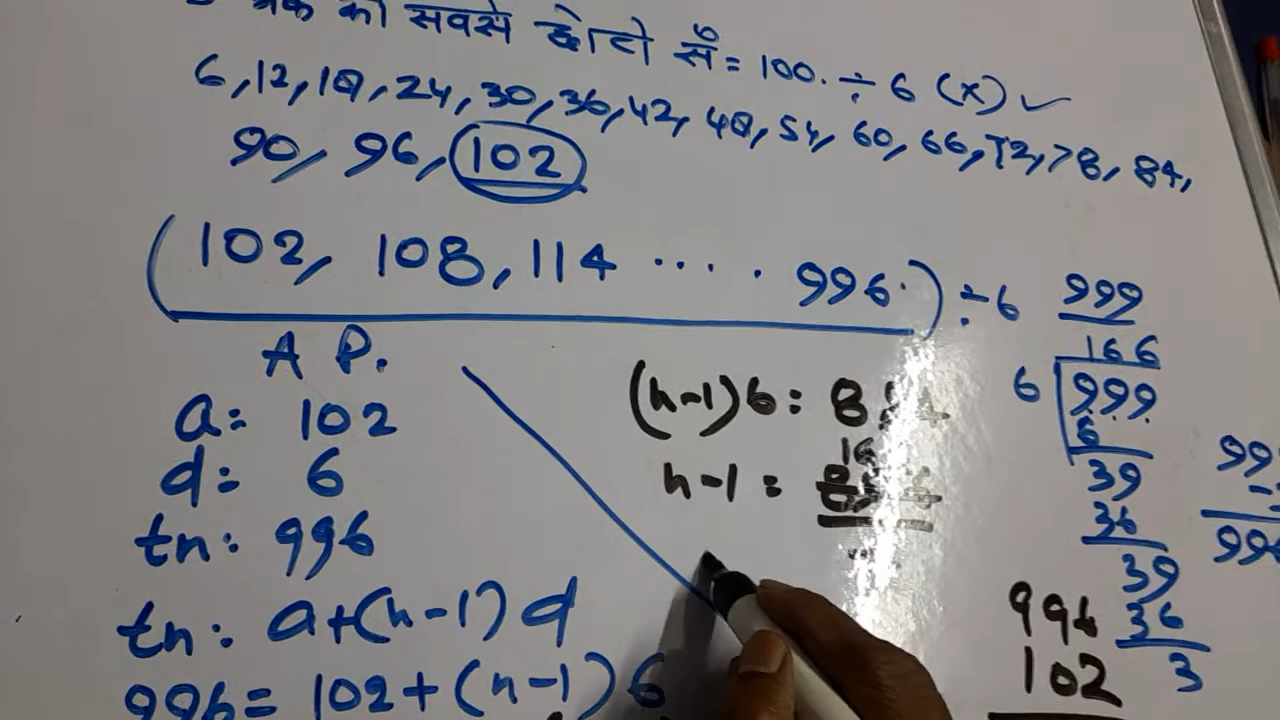 को सबसे छोटी सं = 100. ÷ 6 (x) ✓
6, 12, 18, 24, 30, 36, 42, 48, 54, 60, 66, 72, 78, 84,
90, 96, 102
(102, 108, 114 ..... 996.) ÷ 6
A P.
a = 102
d = 6
tn = 996
tn = a+(n-1)d
996 = 102+(n-1)6
(n-1)6 =
n-1 =
999
166
6 999
6
39
36
39
36
3
996
102